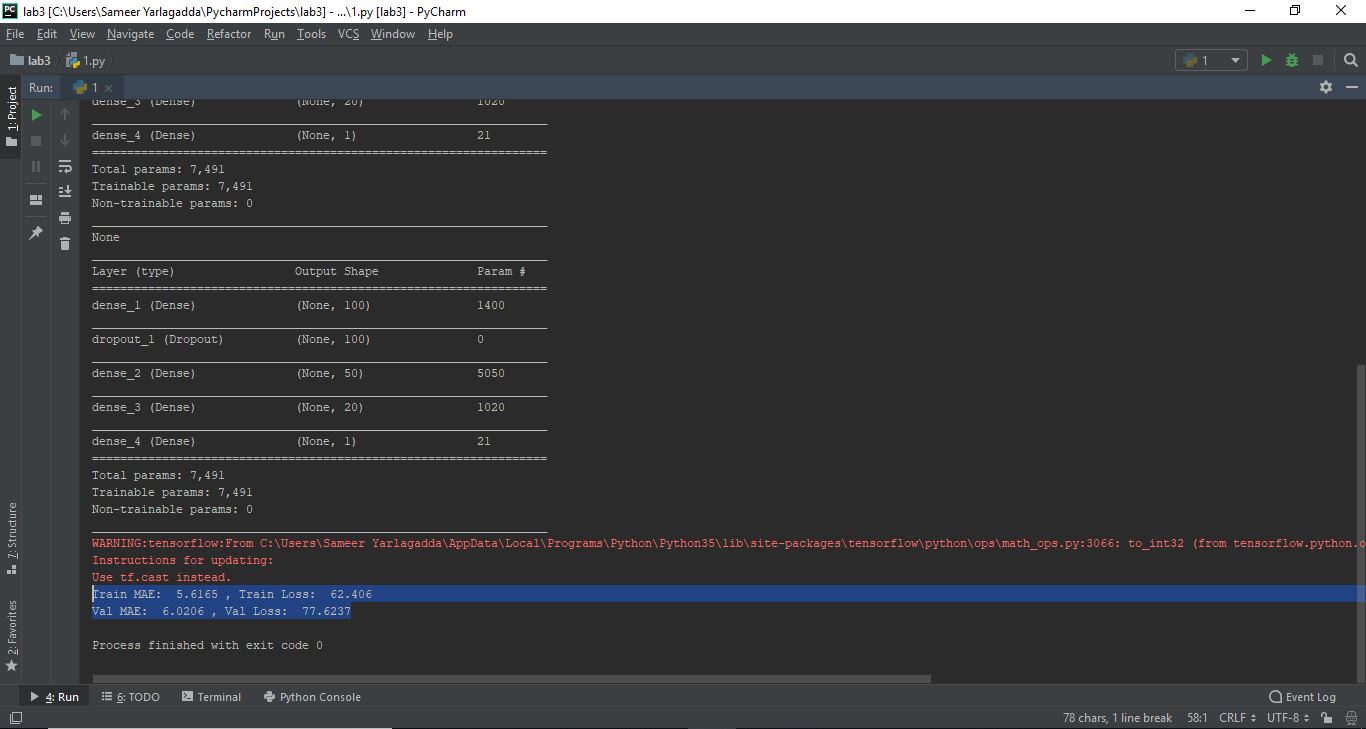 lab3 [C:\Users\Sameer Yarlagadda\PycharmProjects\lab3] - ...\1.py [lab3] - PyCharm
File Edit View Navigate Code Refactor Run Tools VCS Window Help
lab3 1.py 1
Run: 1
1: Project
7: Structure
2: Favorites
dense_3 (Dense) (None, 20) 1020
dense_4 (Dense) (None, 1) 21
=================================================================
Total params: 7,491
Trainable params: 7,491
Non-trainable params: 0
_________________________________________________________________
None
_________________________________________________________________
Layer (type) Output Shape Param #
=================================================================
dense_1 (Dense) (None, 100) 1400
_________________________________________________________________
dropout_1 (Dropout) (None, 100) 0
_________________________________________________________________
dense_2 (Dense) (None, 50) 5050
_________________________________________________________________
dense_3 (Dense) (None, 20) 1020
_________________________________________________________________
dense_4 (Dense) (None, 1) 21
=================================================================
Total params: 7,491
Trainable params: 7,491
Non-trainable params: 0
_________________________________________________________________
WARNING:tensorflow:From C:\Users\Sameer Yarlagadda\AppData\Local\Programs\Python\Python35\lib\site-packages\tensorflow\python\ops\math_ops.py:3066: to_int32 (from tensorflow.python.o
Instructions for updating:
Use tf.cast instead.
Train MAE: 5.6165 , Train Loss: 62.406
Val MAE: 6.0206 , Val Loss: 77.6237
Process finished with exit code 0
4: Run 6: TODO Terminal Python Console Event Log
78 chars, 1 line break 58:1 CRLF UTF-8